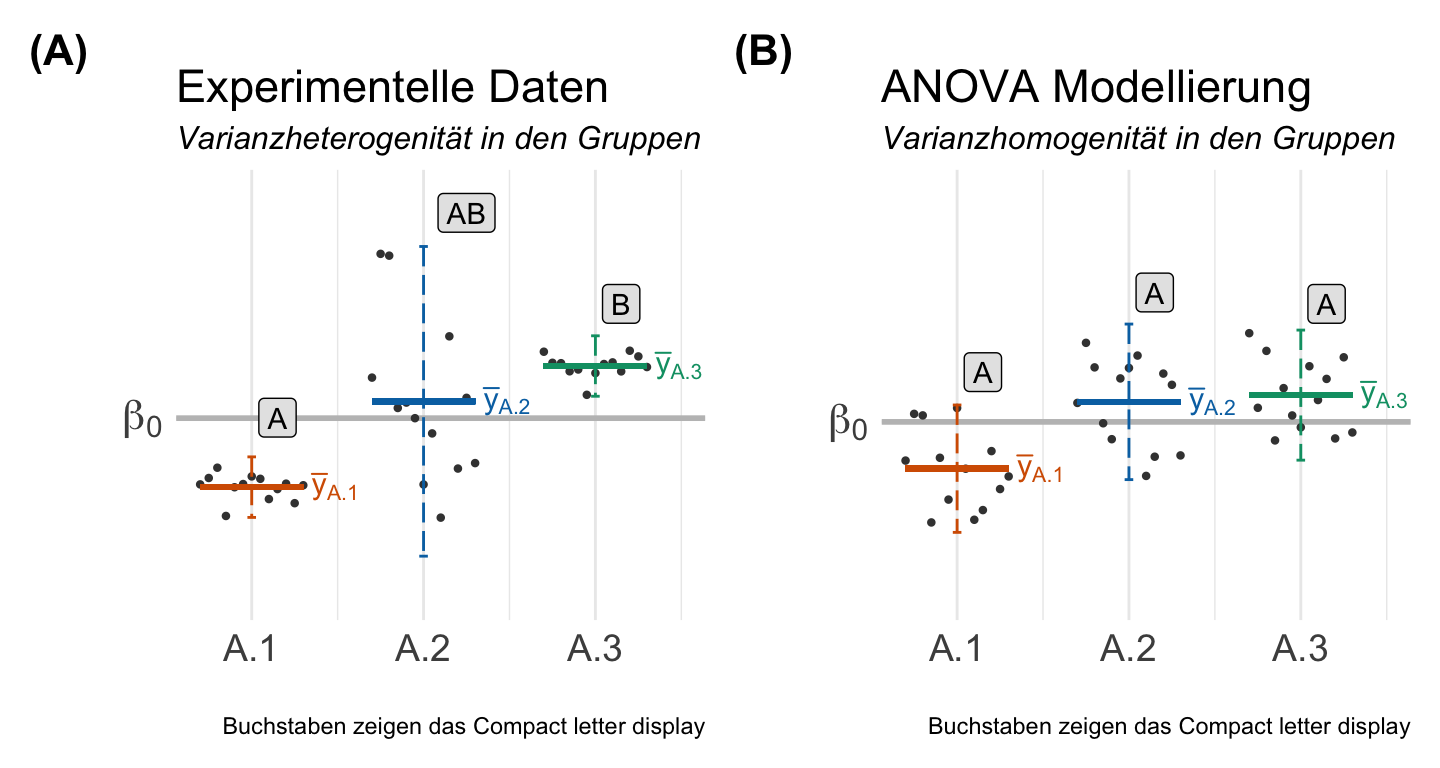 (A)
Experimentelle Daten
Varianzheterogenität in den Gruppen
AB
B
ȳA.3
ȳA.2
β0
A
ȳA.1
A.1 A.2 A.3
Buchstaben zeigen das Compact letter display
(B)
ANOVA Modellierung
Varianzhomogenität in den Gruppen
A
A
A
ȳA.3
ȳA.2
β0
ȳA.1
A.1 A.2 A.3
Buchstaben zeigen das Compact letter display